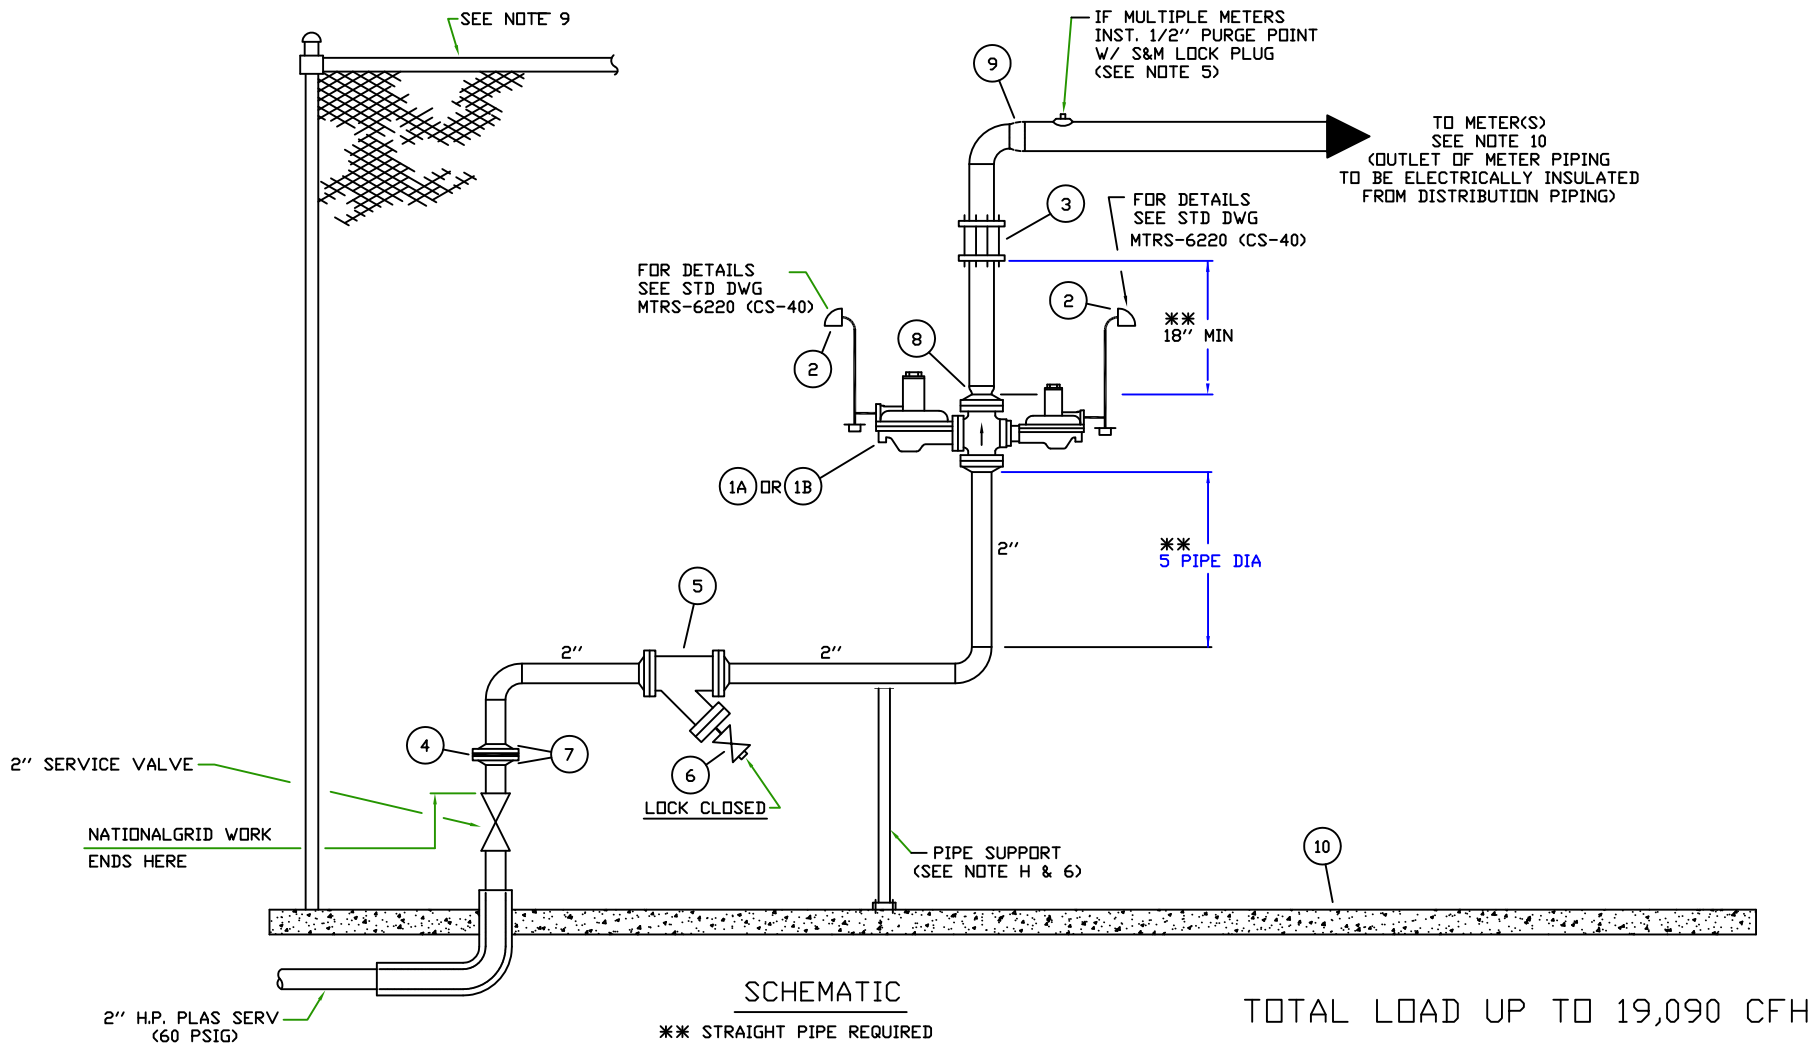 SEE NOTE 9
IF MULTIPLE METERS
INST. 1/2" PURGE POINT
W/ S&M LOCK PLUG
(SEE NOTE 5)
9
TO METER(S)
SEE NOTE 10
(OUTLET OF METER PIPING
TO BE ELECTRICALLY INSULATED
FROM DISTRIBUTION PIPING)
3
FOR DETAILS
SEE STD DWG
MTRS-6220 (CS-40)
FOR DETAILS
SEE STD DWG
MTRS-6220 (CS-40)
2
2
8
**
18" MIN
1A OR 1B
2"
**
5 PIPE DIA
5
2"
2"
4
7
6
2" SERVICE VALVE
LOCK CLOSED
NATIONALGRID WORK
ENDS HERE
PIPE SUPPORT
(SEE NOTE H & 6)
10
2" H.P. PLAS SERV
(60 PSIG)
SCHEMATIC
** STRAIGHT PIPE REQUIRED
TOTAL LOAD UP TO 19,090 CFH